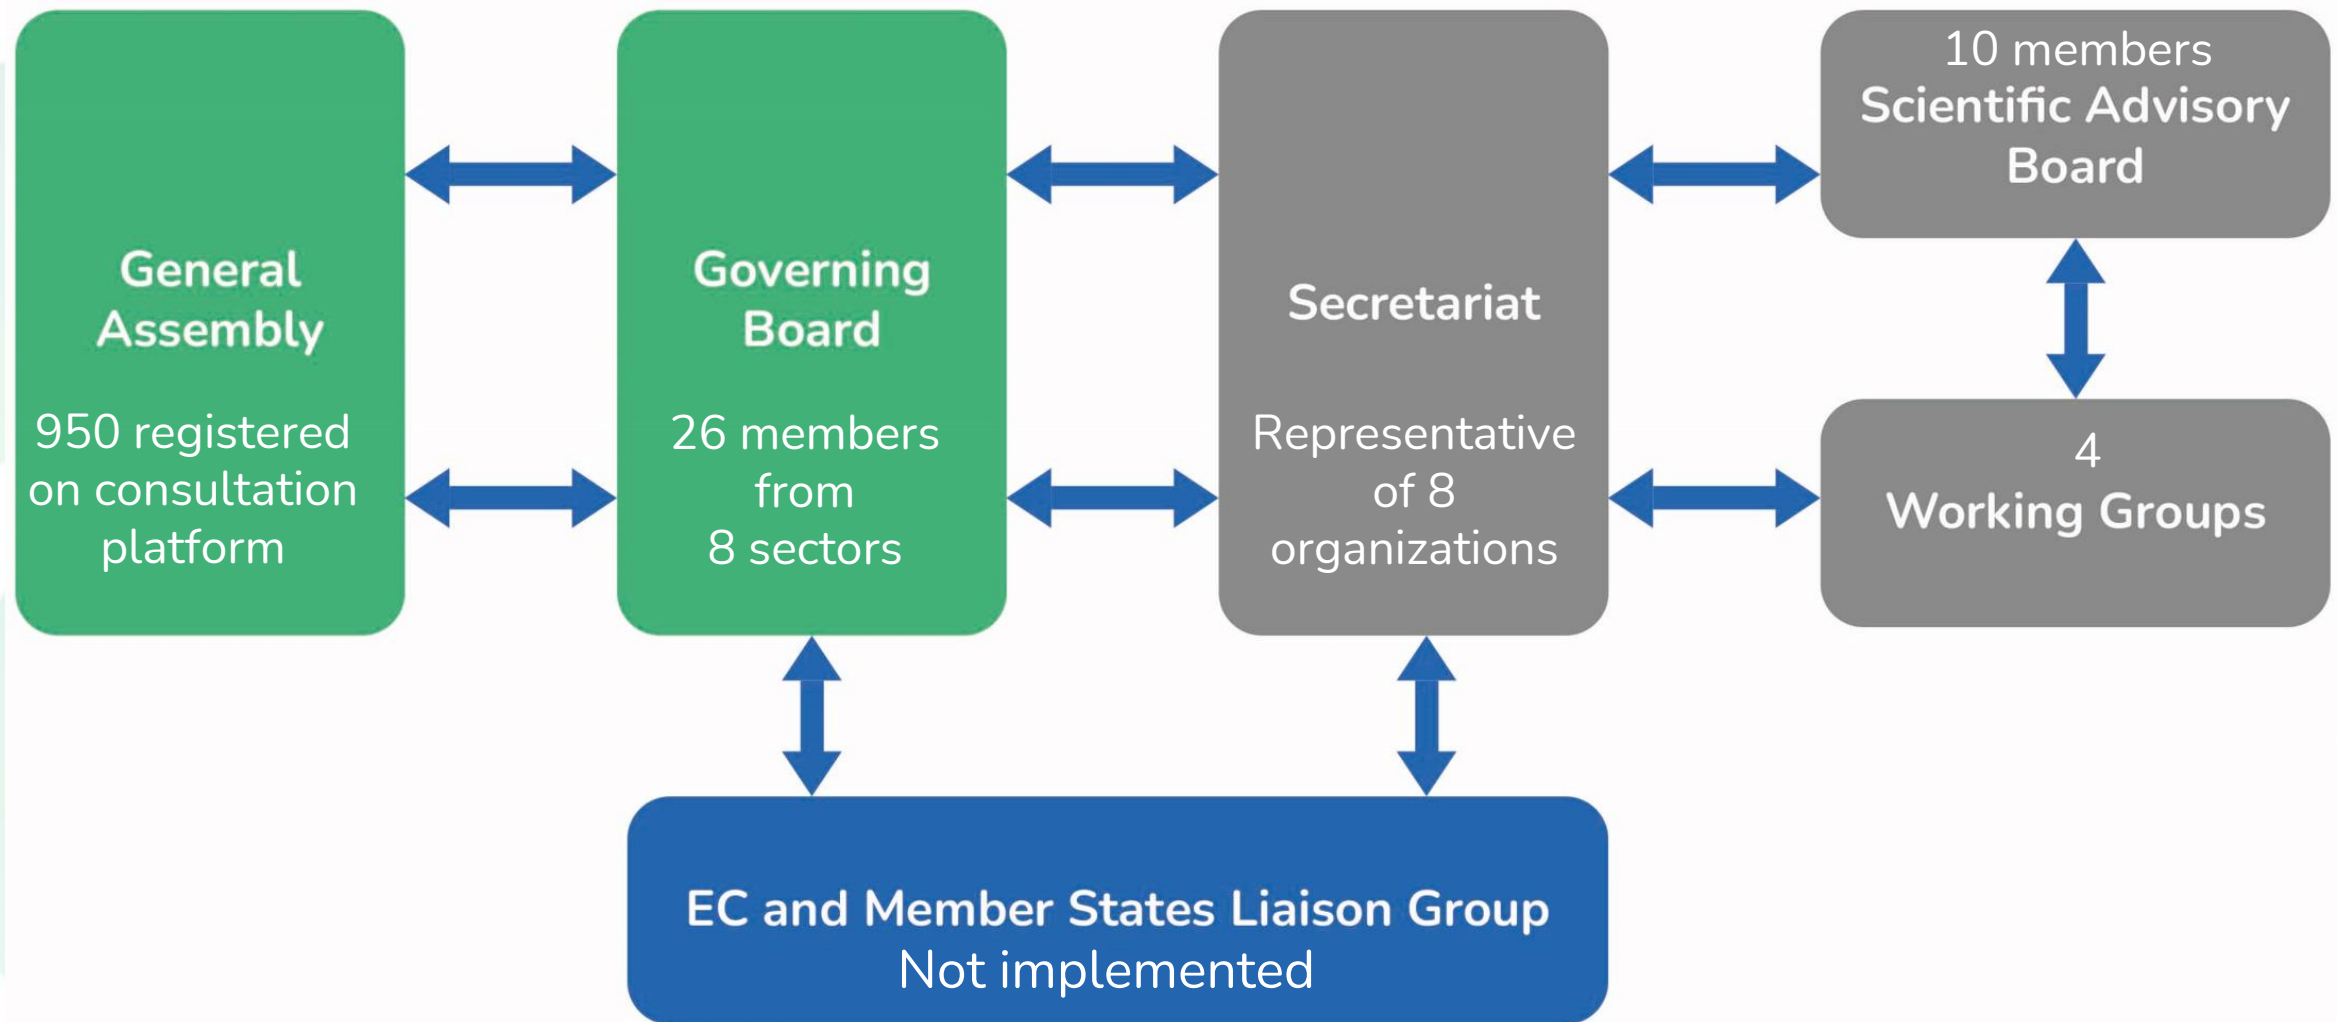 General
Assembly
950 registered
on consultation
platform
Governing
Board
26 members
from
8 sectors
Secretariat
Representative
of 8
organizations
10 members
Scientific Advisory
Board
4
Working Groups
EC and Member States Liaison Group
Not implemented